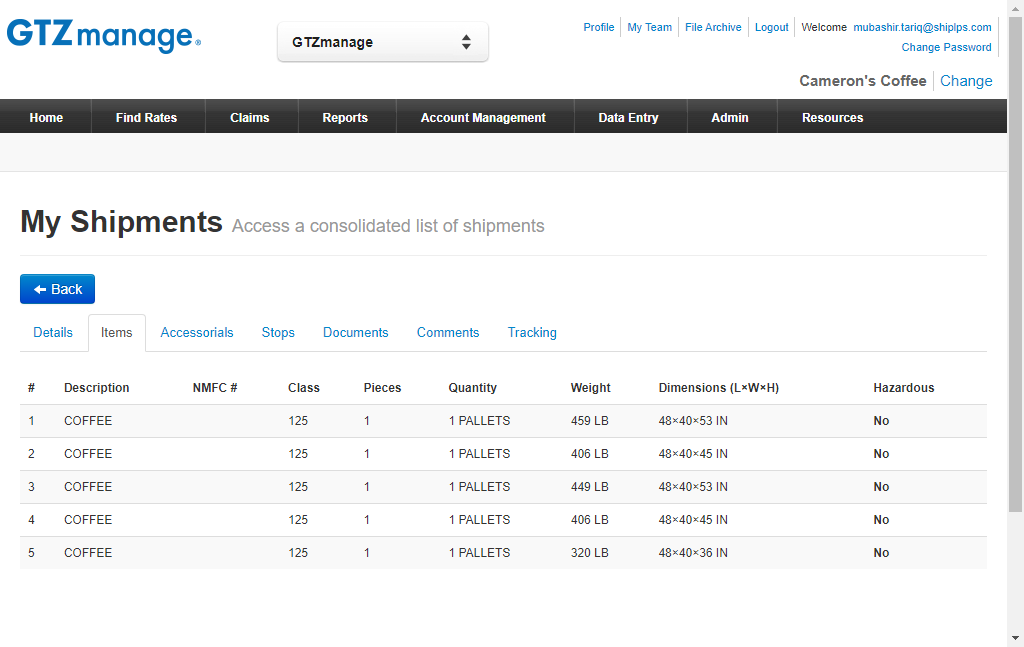 GTZmanage®
GTZmanage
Profile My Team File Archive Logout Welcome mubashir.tariq@shiplps.com
Change Password
Cameron's Coffee Change
Home Find Rates Claims Reports Account Management Data Entry Admin Resources
My Shipments Access a consolidated list of shipments
Back
Details Items Accessorials Stops Documents Comments Tracking
# Description NMFC # Class Pieces Quantity Weight Dimensions (L×W×H) Hazardous
1 COFFEE 125 1 1 PALLETS 459 LB 48×40×53 IN No
2 COFFEE 125 1 1 PALLETS 406 LB 48×40×45 IN No
3 COFFEE 125 1 1 PALLETS 449 LB 48×40×53 IN No
4 COFFEE 125 1 1 PALLETS 406 LB 48×40×45 IN No
5 COFFEE 125 1 1 PALLETS 320 LB 48×40×36 IN No